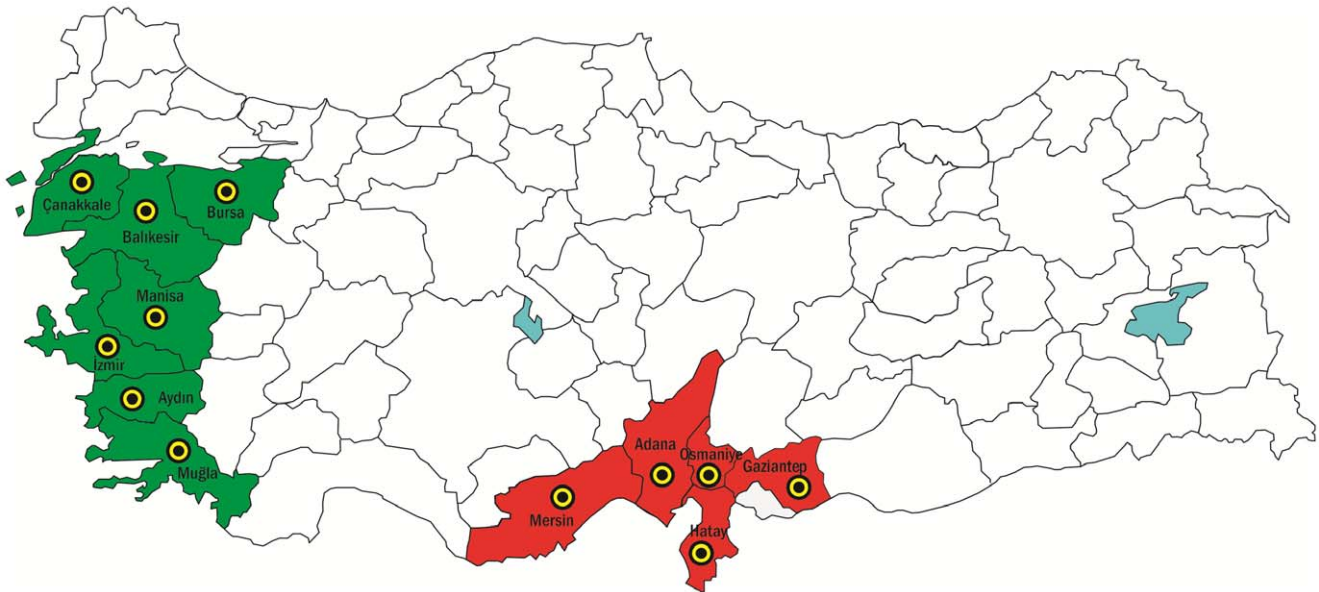 Çanakkale
Bursa
Balıkesir
Manisa
İzmir
Aydın
Muğla
Adana
Osmaniye
Gaziantep
Mersin
Hatay